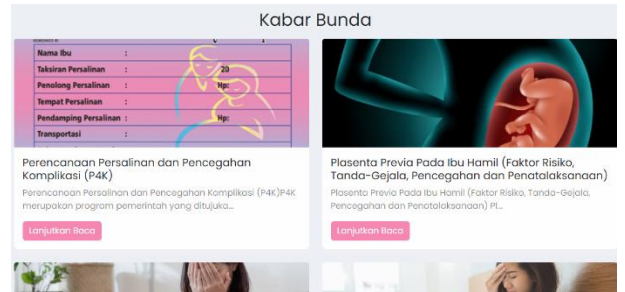 Kabar Bunda
Nama Ibu :
Taksiran Persalinan : 20
Penolong Persalinan : Hp:
Tempat Persalinan :
Pendamping Persalinan : Hp:
Transportasi :
Perencanaan Persalinan dan Pencegahan
Komplikasi (P4K)
Perencanaan Persalinan dan Pencegahan Komplikasi (P4K)P4K
merupakan program pemerintah yang ditujuka...
Lanjutkan Baca
Plasenta Previa Pada Ibu Hamil (Faktor Risiko,
Tanda-Gejala, Pencegahan dan Penatalaksanaan)
Plasenta Previa Pada Ibu Hamil (Faktor Risiko, Tanda-Gejala,
Pencegahan dan Penatalaksanaan) Pl...
Lanjutkan Baca